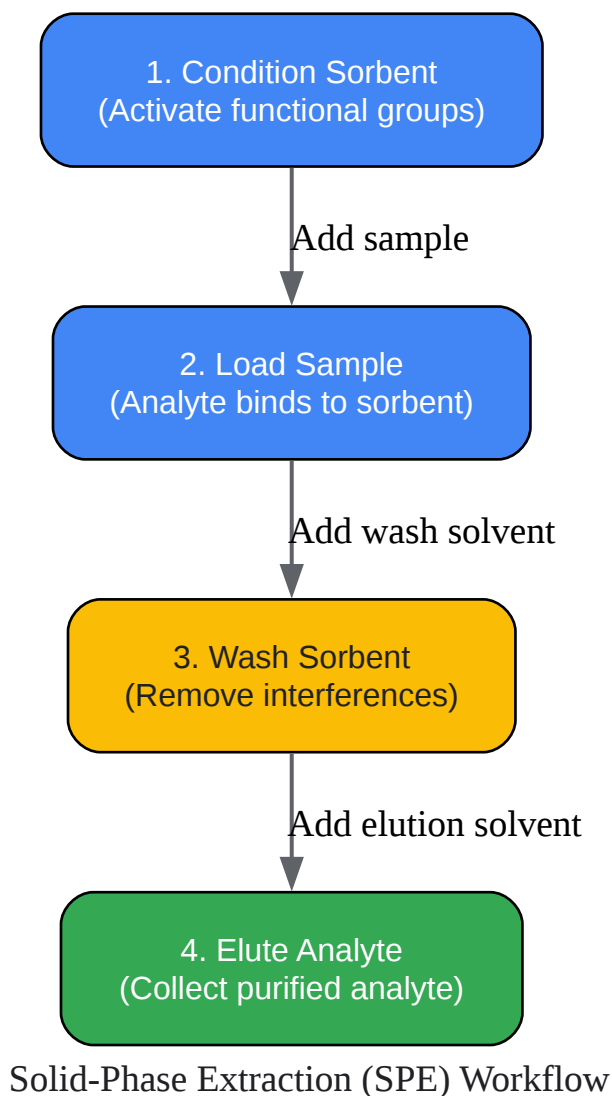 1. Condition Sorbent
(Activate functional groups)
Add sample
2. Load Sample
(Analyte binds to sorbent)
Add wash solvent
3. Wash Sorbent
(Remove interferences)
Add elution solvent
4. Elute Analyte
(Collect purified analyte)
Solid-Phase Extraction (SPE) Workflow